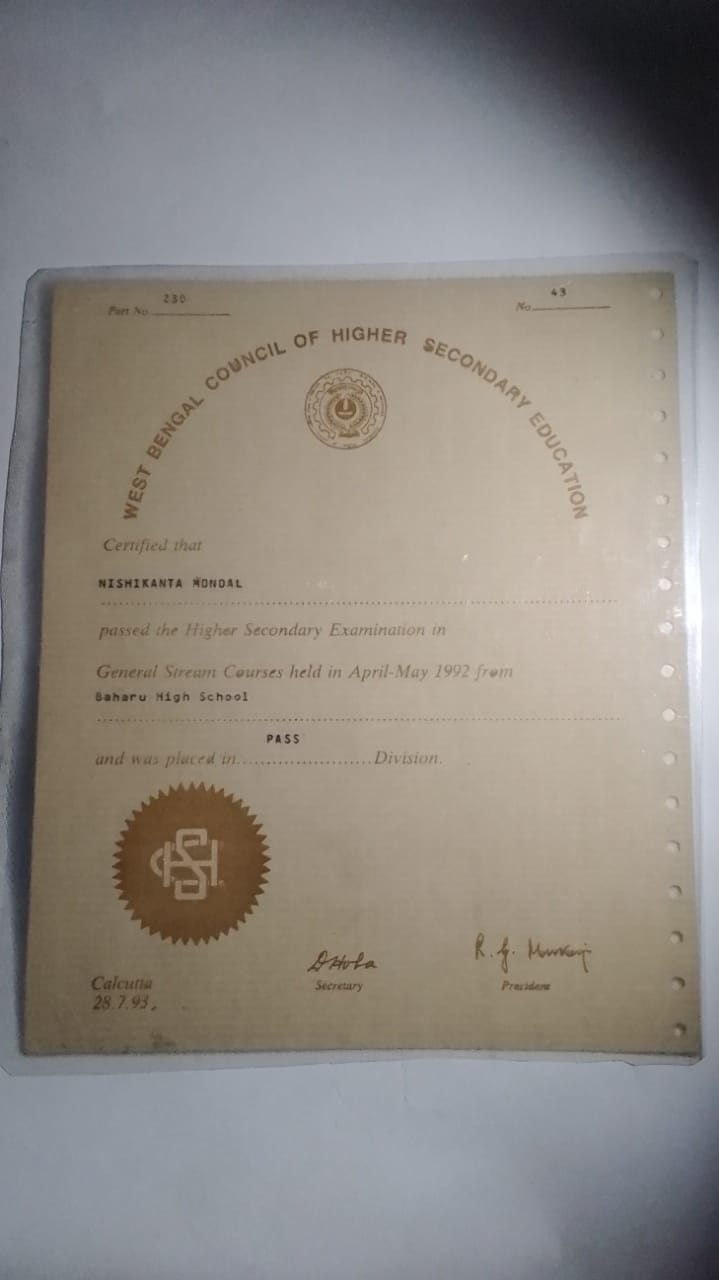 230
43
Part No.
No.
WEST BENGAL COUNCIL OF HIGHER SECONDARY EDUCATION
Certified that
NISHIKANTA MONDAL
passed the Higher Secondary Examination in
General Stream Courses held in April-May 1992 from
Baharu High School
PASS
and was placed in......................Division.
Calcutta
Secretary
President
28.7.93.